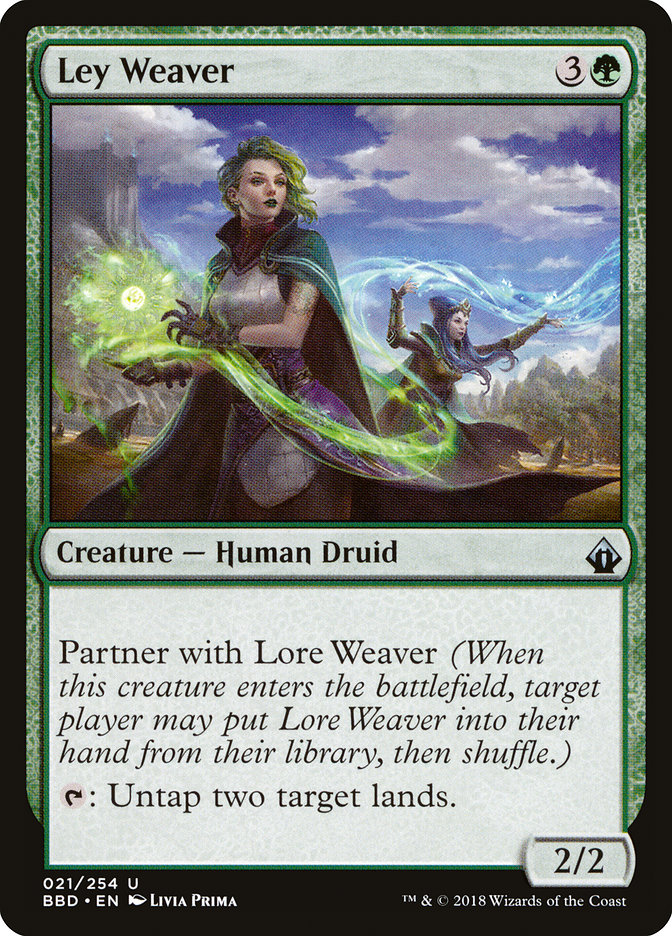 Ley Weaver 3
Creature — Human Druid
Partner with Lore Weaver (When
this creature enters the battlefield, target
player may put Lore Weaver into their
hand from their library, then shuffle.)
: Untap two target lands.
2/2
021/254 U
BBD • EN Livia Prima ™ & © 2018 Wizards of the Coast